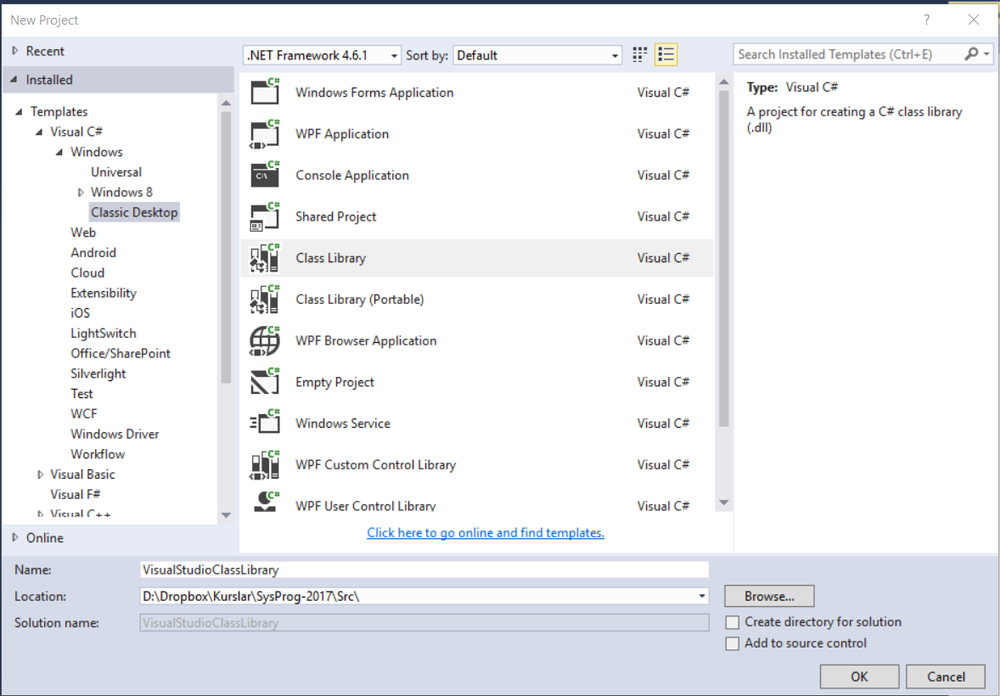 New Project
?
Recent
Installed
Templates
Visual C#
Windows
Universal
Windows 8
Classic Desktop
Web
Android
Cloud
Extensibility
iOS
LightSwitch
Office/SharePoint
Silverlight
Test
WCF
Windows Driver
Workflow
Visual Basic
Visual F#
Visual C++
Online
.NET Framework 4.6.1 Sort by: Default
Windows Forms Application Visual C#
WPF Application Visual C#
Console Application Visual C#
Shared Project Visual C#
Class Library Visual C#
Class Library (Portable) Visual C#
WPF Browser Application Visual C#
Empty Project Visual C#
Windows Service Visual C#
WPF Custom Control Library Visual C#
WPF User Control Library Visual C#
Click here to go online and find templates.
Search Installed Templates (Ctrl+E)
Type: Visual C#
A project for creating a C# class library
(.dll)
Name: VisualStudioClassLibrary
Location: D:\Dropbox\Kurslar\SysProg-2017\Src\ Browse...
Solution name: VisualStudioClassLibrary
Create directory for solution
Add to source control
OK Cancel